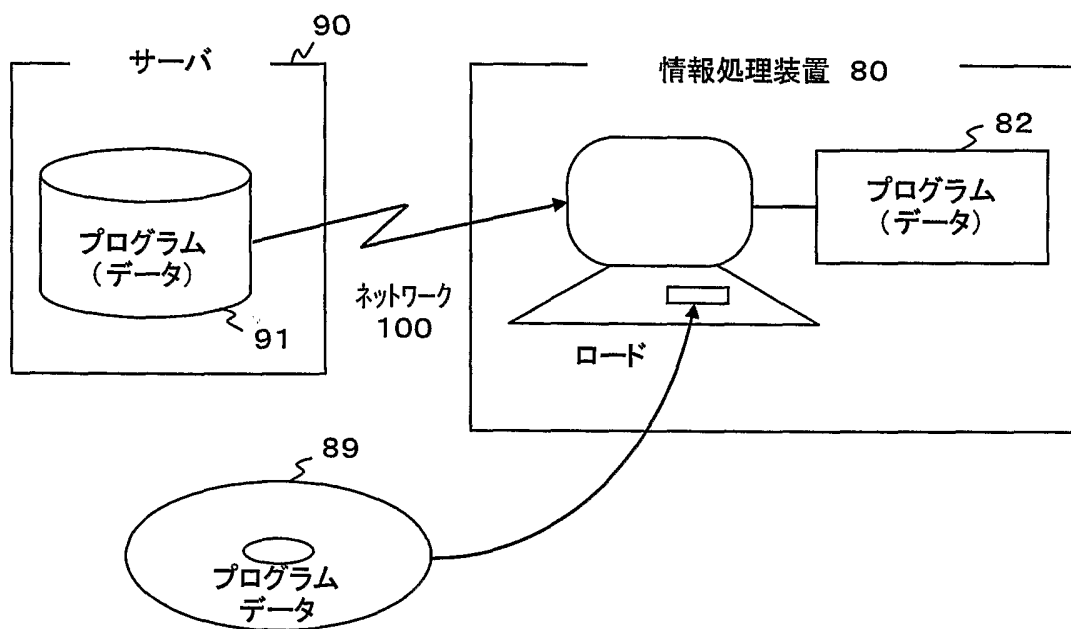 90
サーバ
情報処理装置 80
82
プログラム
(データ)
プログラム
(データ)
91
ネットワーク
100
ロード
89
プログラム
データ